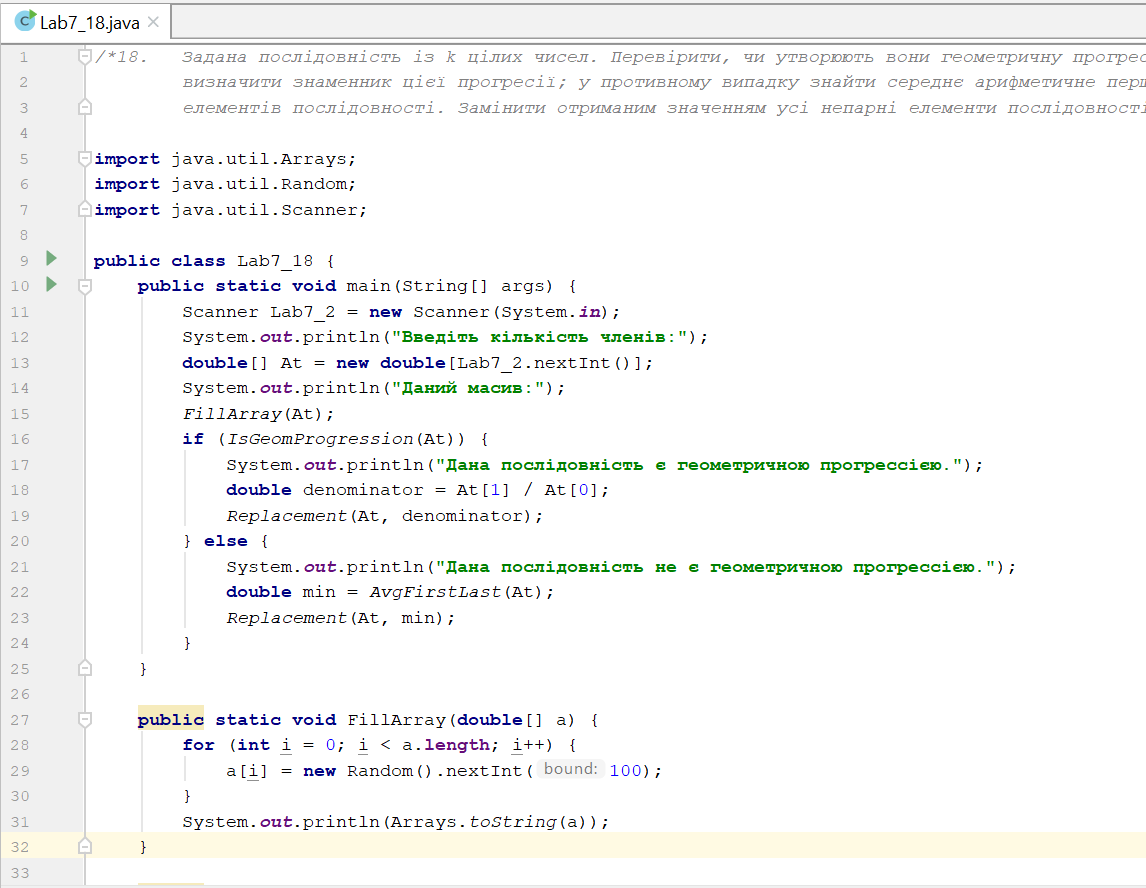 Lab7_18.java
1 /*18. Задана послідовність із k цілих чисел. Перевірити, чи утворюють вони геометричну
2 визначити знаменник цієї прогресії; у противному випадку знайти середнє арифметичне
3 елементів послідовності. Замінити отриманим значенням усі непарні елементи послідовності
4
5 import java.util.Arrays;
6 import java.util.Random;
7 import java.util.Scanner;
8
9 public class Lab7_18 {
10 public static void main(String[] args) {
11 Scanner Lab7_2 = new Scanner(System.in);
12 System.out.println("Введіть кількість членів:");
13 double[] At = new double[Lab7_2.nextInt()];
14 System.out.println("Даний масив:");
15 FillArray(At);
16 if (IsGeomProgression(At)) {
17 System.out.println("Дана послідовність є геометричною прогрессією.");
18 double denominator = At[1] / At[0];
19 Replacement(At, denominator);
20 } else {
21 System.out.println("Дана послідовність не є геометричною прогрессією.");
22 double min = AvgFirstLast(At);
23 Replacement(At, min);
24 }
25 }
26
27 public static void FillArray(double[] a) {
28 for (int i = 0; i < a.length; i++) {
29 a[i] = new Random().nextInt( bound: 100);
30 }
31 System.out.println(Arrays.toString(a));
32 }
33